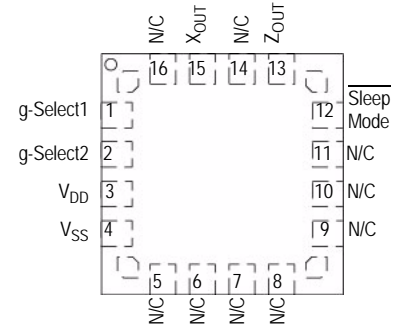 N/C XOUT N/C ZOUT
16 15 14 13
g-Select1 1 12 Sleep Mode
g-Select2 2 11 N/C
VDD 3 10 N/C
VSS 4 9 N/C
5 6 7 8
N/C N/C N/C N/C